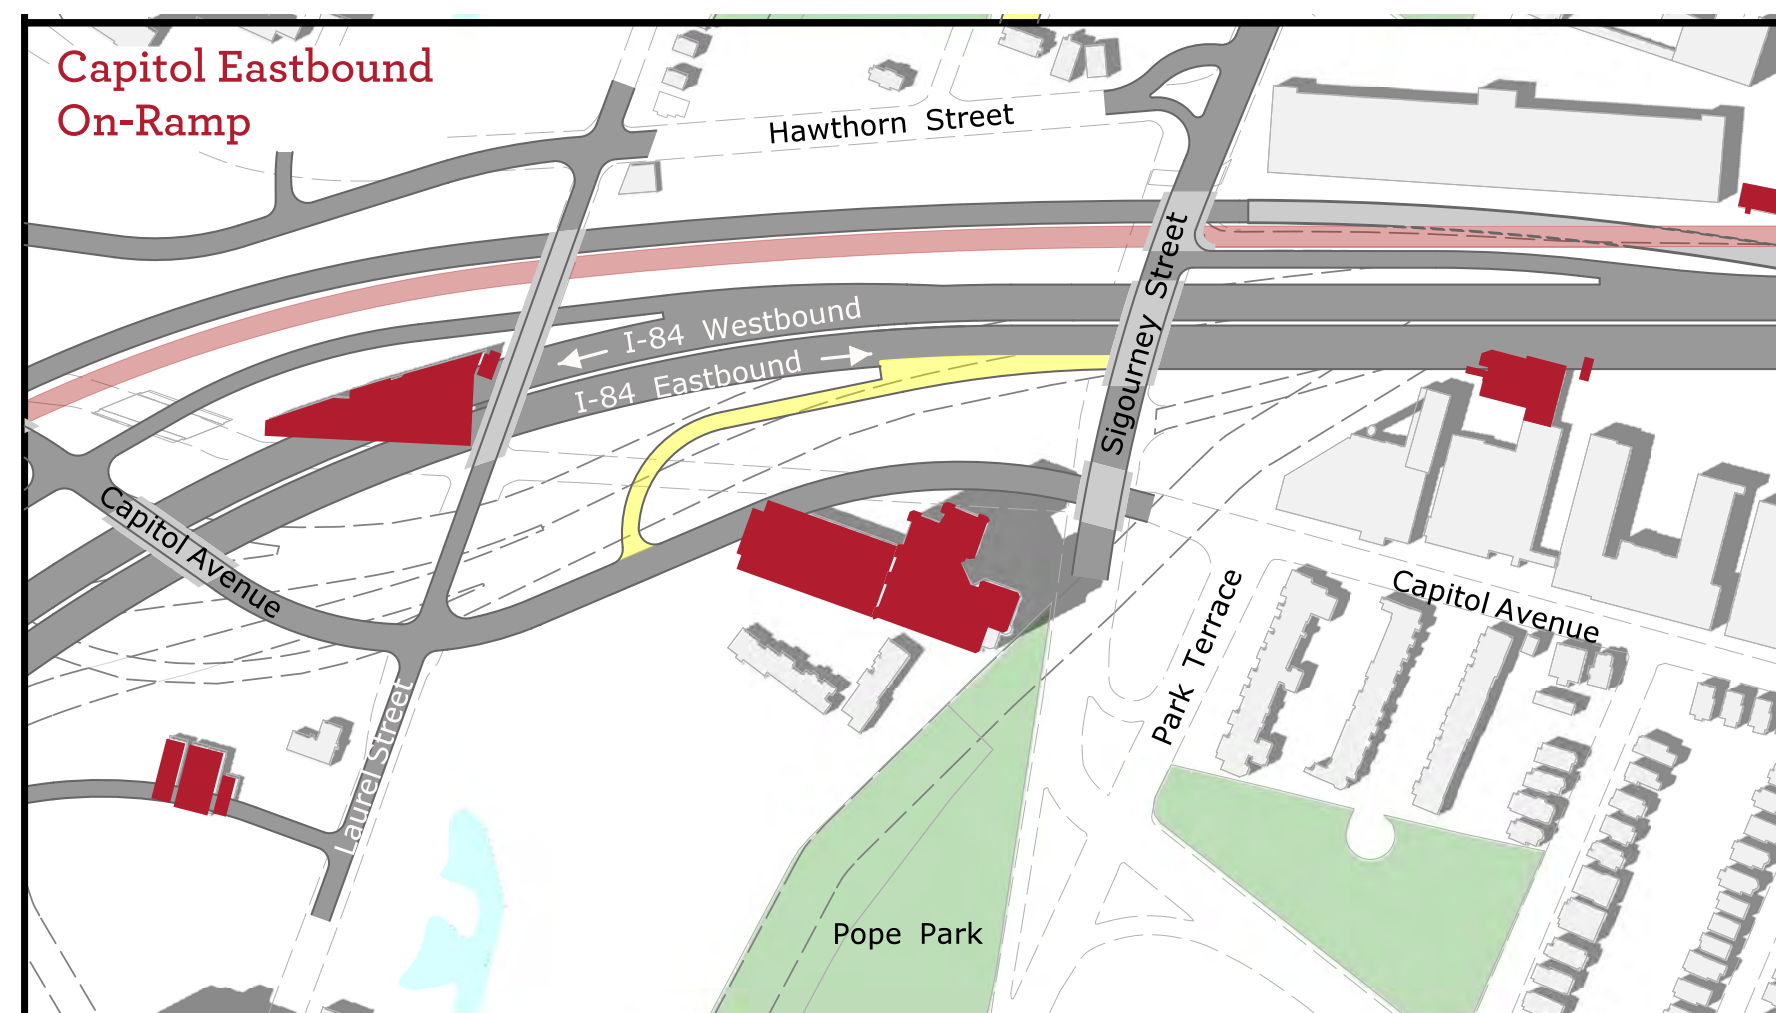 Capitol Eastbound
On-Ramp
Hawthorn Street
Sigourney Street
I-84 Westbound
I-84 Eastbound
Capitol Avenue
Capitol Avenue
Park Terrace
Laurel Street
Pope Park